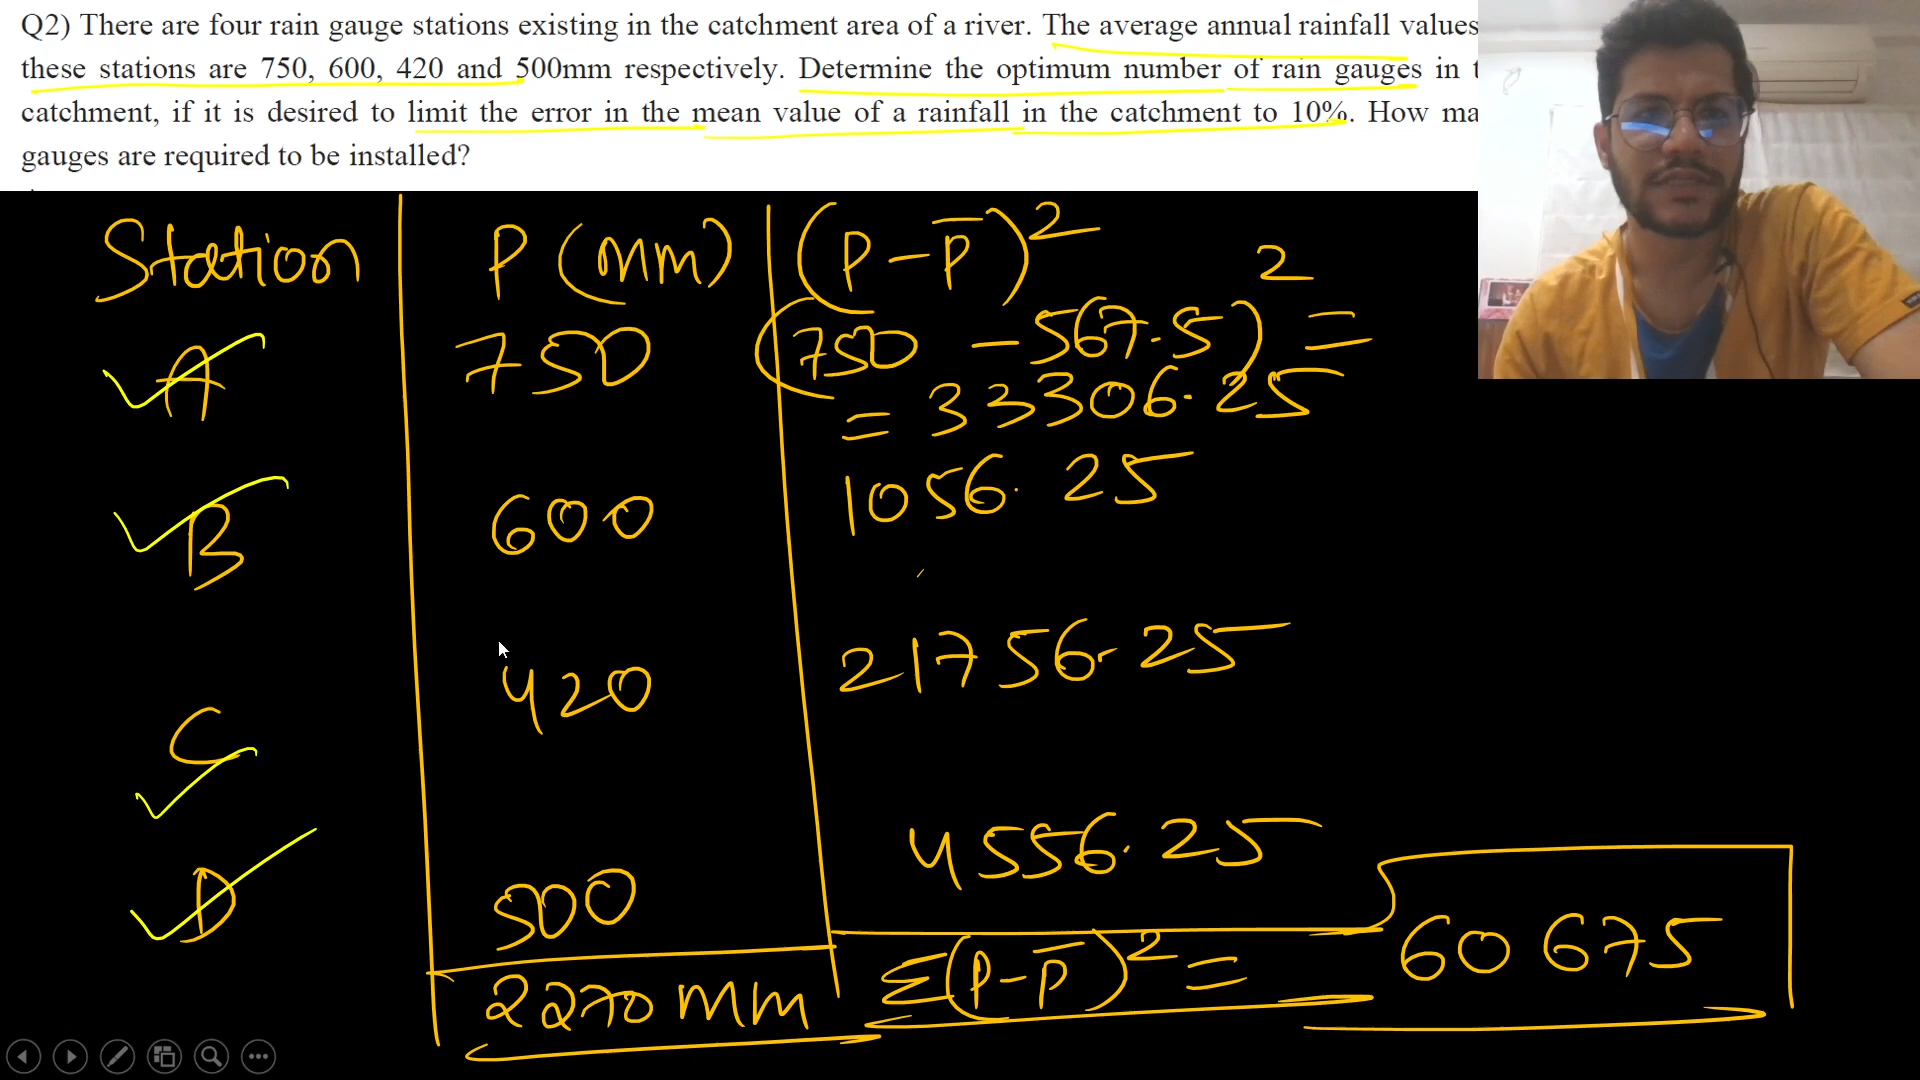 Q2) There are four rain gauge stations existing in the catchment area of a river. The average annual rainfall values
these stations are 750, 600, 420 and 500mm respectively. Determine the optimum number of rain gauges in t
catchment, if it is desired to limit the error in the mean value of a rainfall in the catchment to 10%. How ma
gauges are required to be installed?
Station P (mm) (P-P̅)²
A 750 (750 - 567.5)² =
= 33306.25
B 600 1056.25
C 420 21756.25
D 500 4556.25
2270 mm Σ(P-P̅)² = 60675